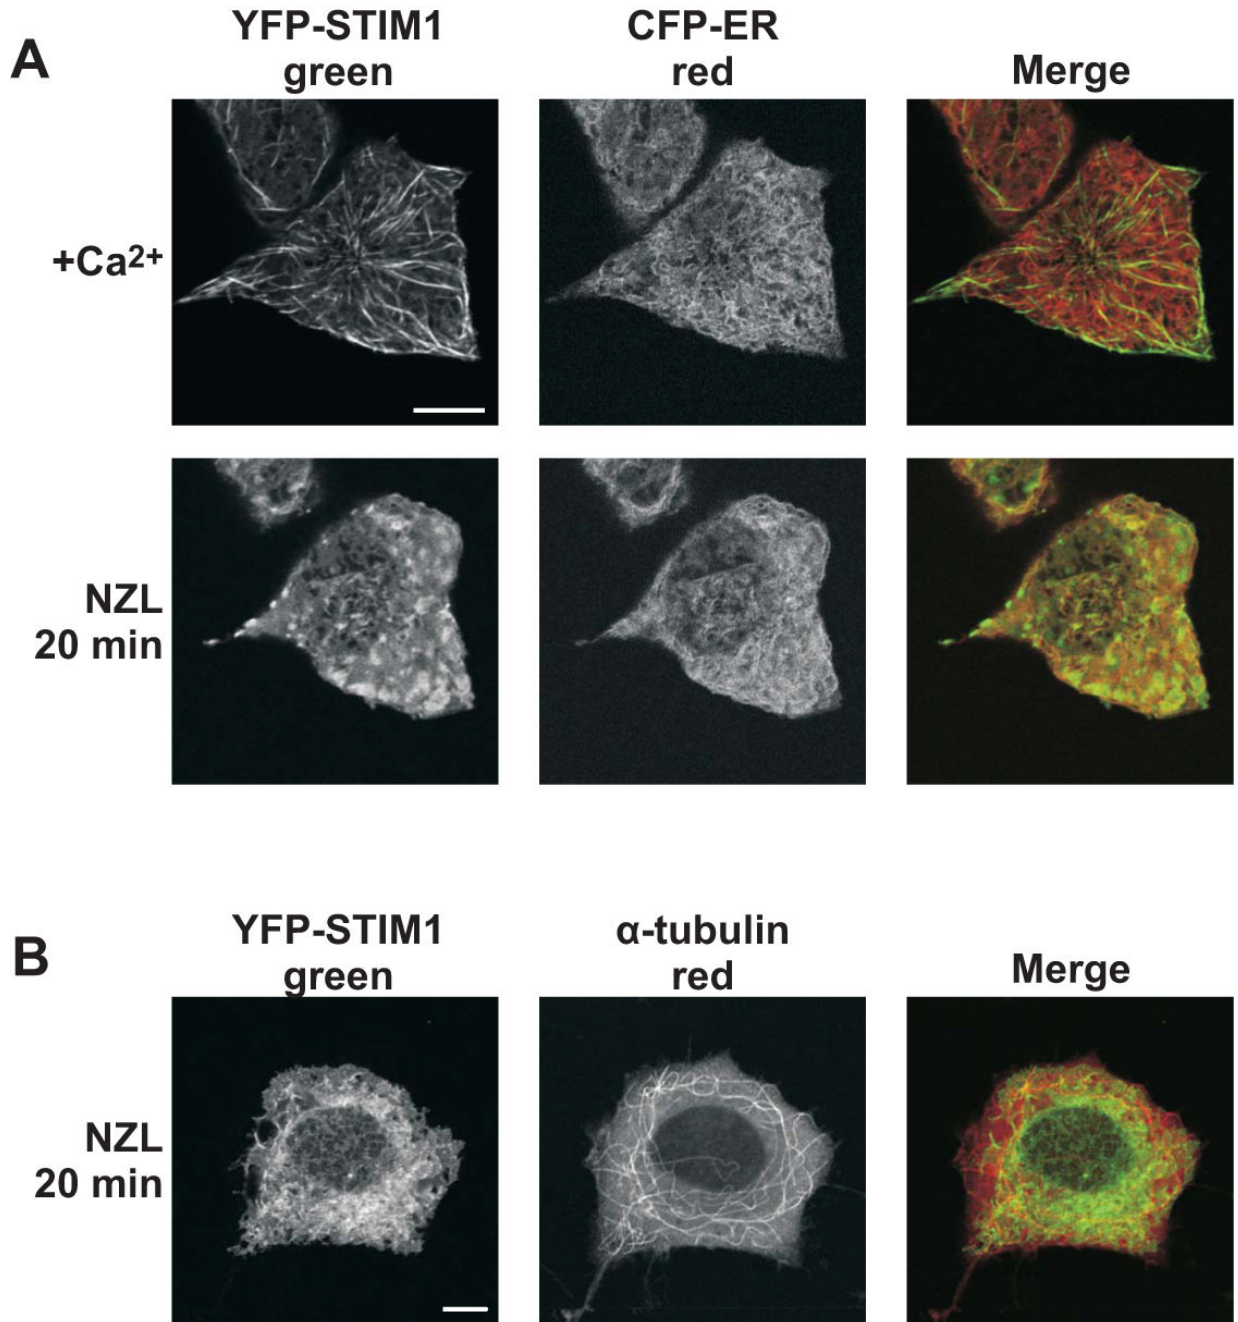 A
YFP-STIM1
green
CFP-ER
red
Merge
+Ca²⁺
NZL
20 min
B
YFP-STIM1
green
α-tubulin
red
Merge
NZL
20 min